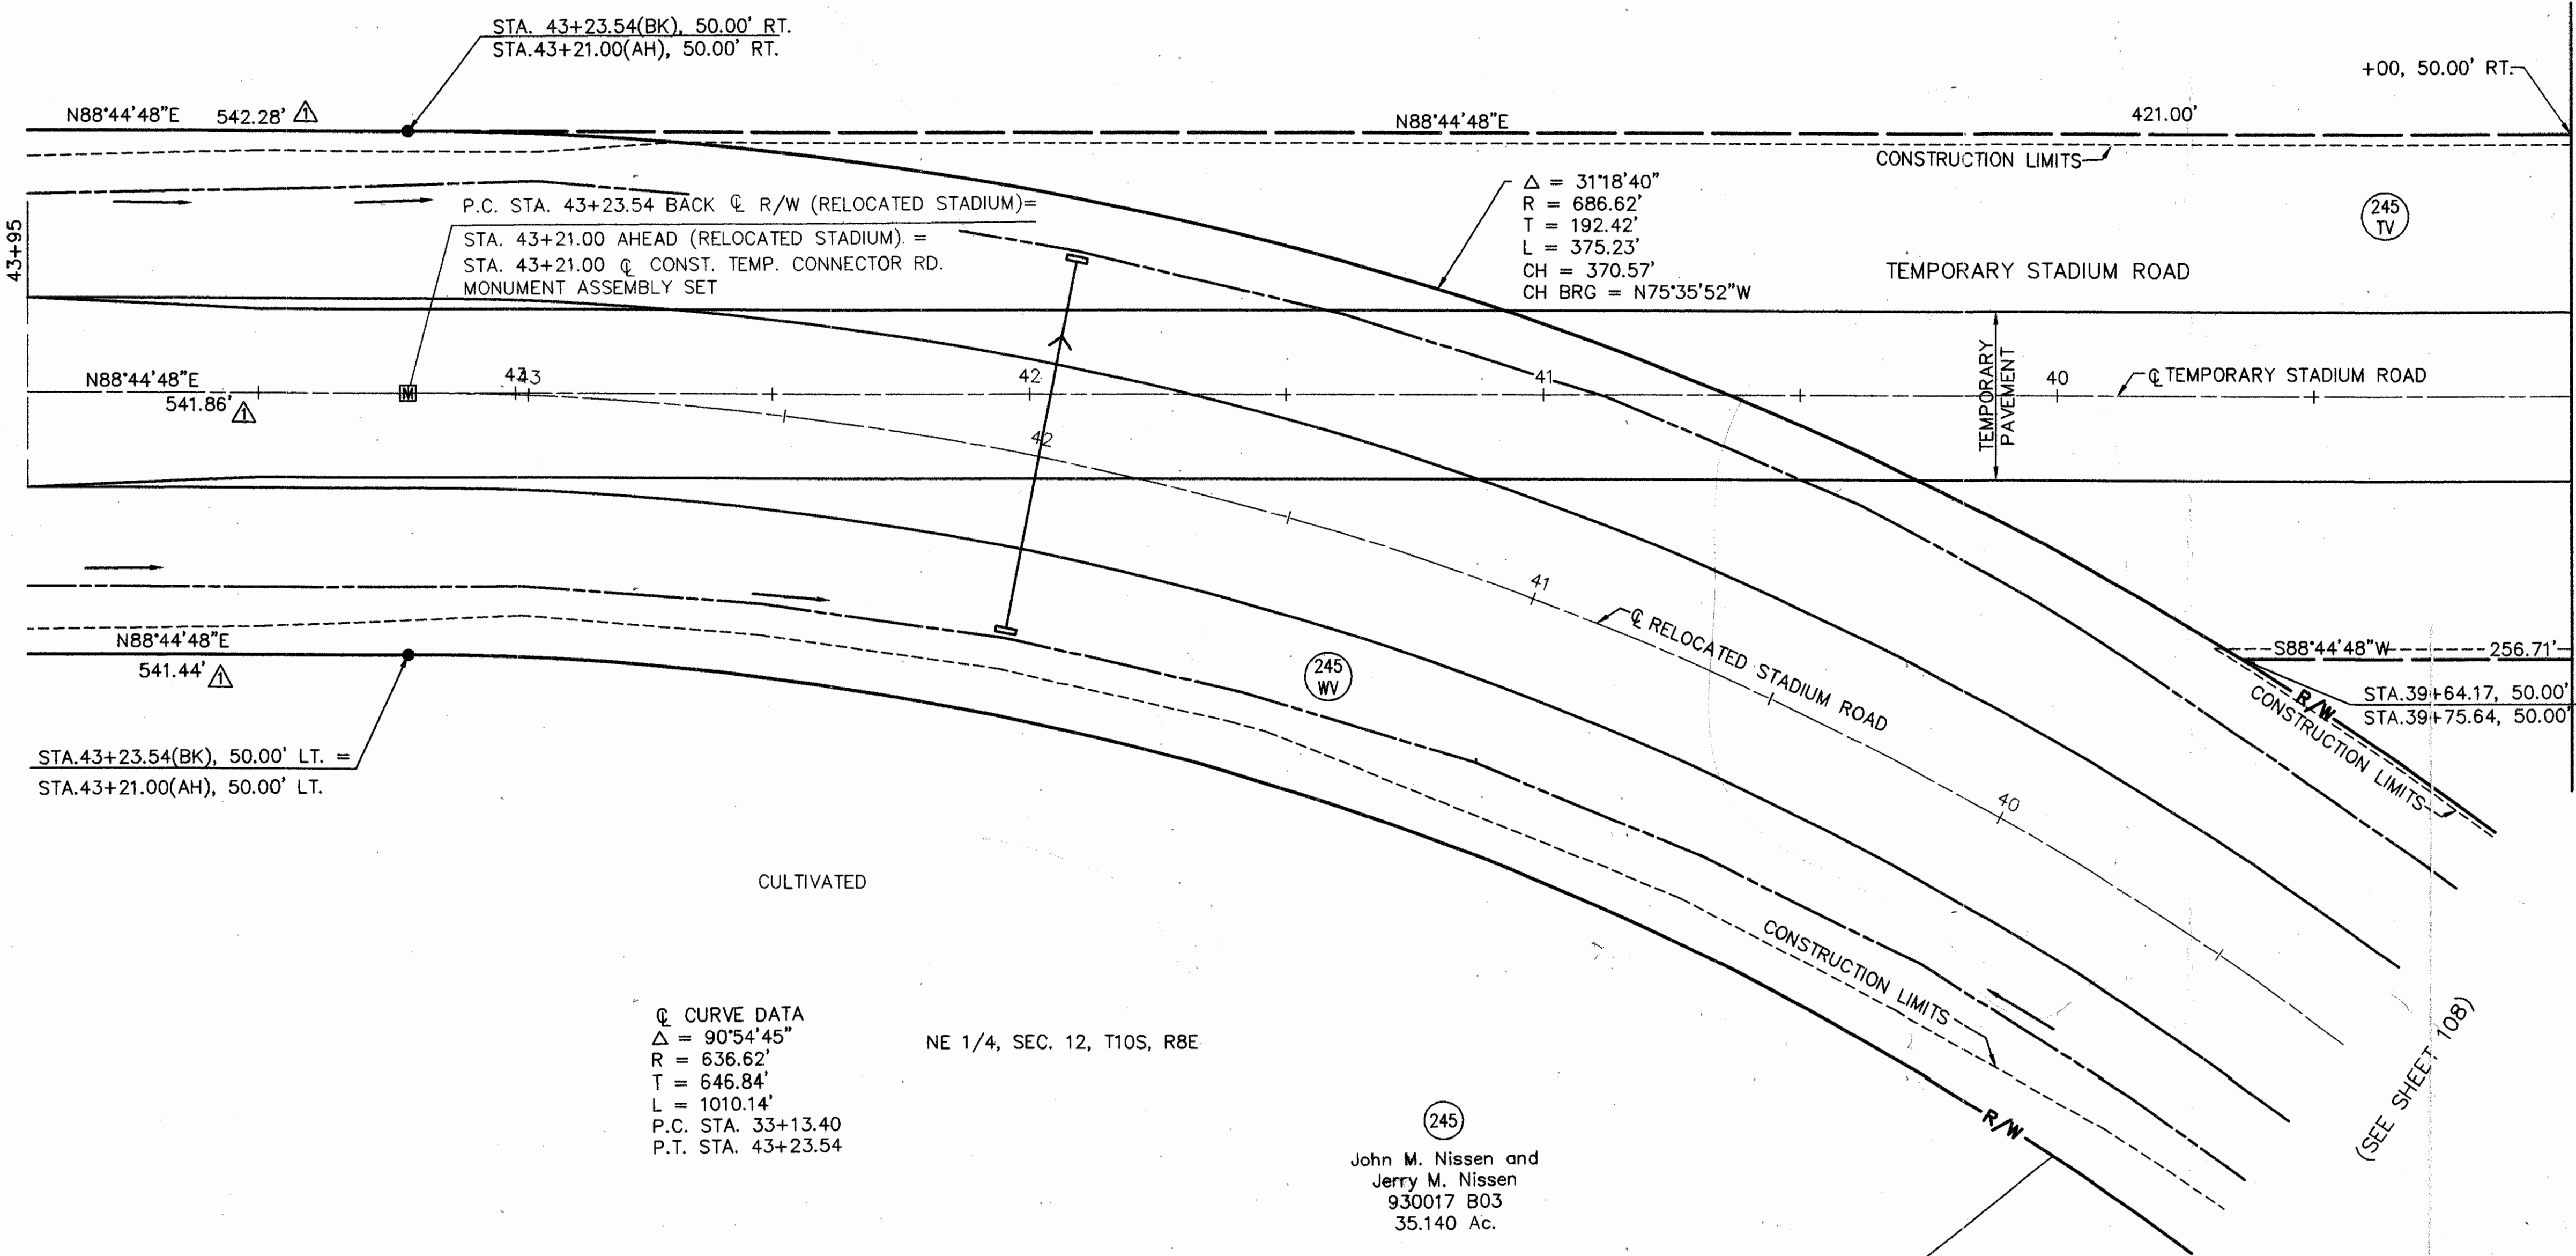 STA. 43+23.54(BK), 50.00' RT.
STA.43+21.00(AH), 50.00' RT.
+00, 50.00' RT.
N88°44'48"E 542.28' 1
N88°44'48"E
421.00'
CONSTRUCTION LIMITS
43+95
P.C. STA. 43+23.54 BACK ℄ R/W (RELOCATED STADIUM)=
STA. 43+21.00 AHEAD (RELOCATED STADIUM). =
STA. 43+21.00 ℄ CONST. TEMP. CONNECTOR RD.
MONUMENT ASSEMBLY SET
Δ = 31°18'40"
R = 686.62'
T = 192.42'
L = 375.23'
CH = 370.57'
CH BRG = N75°35'52"W
245
TV
TEMPORARY STADIUM ROAD
TEMPORARY
PAVEMENT
N88°44'48"E
541.86' 1
M
43
43
42
41
40
℄ TEMPORARY STADIUM ROAD
42
41
℄ RELOCATED STADIUM ROAD
40
N88°44'48"E
541.44' 1
245
WV
S88°44'48"W
256.71'
STA.39+64.17, 50.00'
STA.39+75.64, 50.00'
R/W
CONSTRUCTION LIMITS
STA.43+23.54(BK), 50.00' LT. =
STA.43+21.00(AH), 50.00' LT.
CULTIVATED
CONSTRUCTION LIMITS
℄ CURVE DATA
Δ = 90°54'45"
R = 636.62'
T = 646.84'
L = 1010.14'
P.C. STA. 33+13.40
P.T. STA. 43+23.54
NE 1/4, SEC. 12, T10S, R8E
245
John M. Nissen and
Jerry M. Nissen
930017 B03
35.140 Ac.
R/W
(SEE SHEET 108)